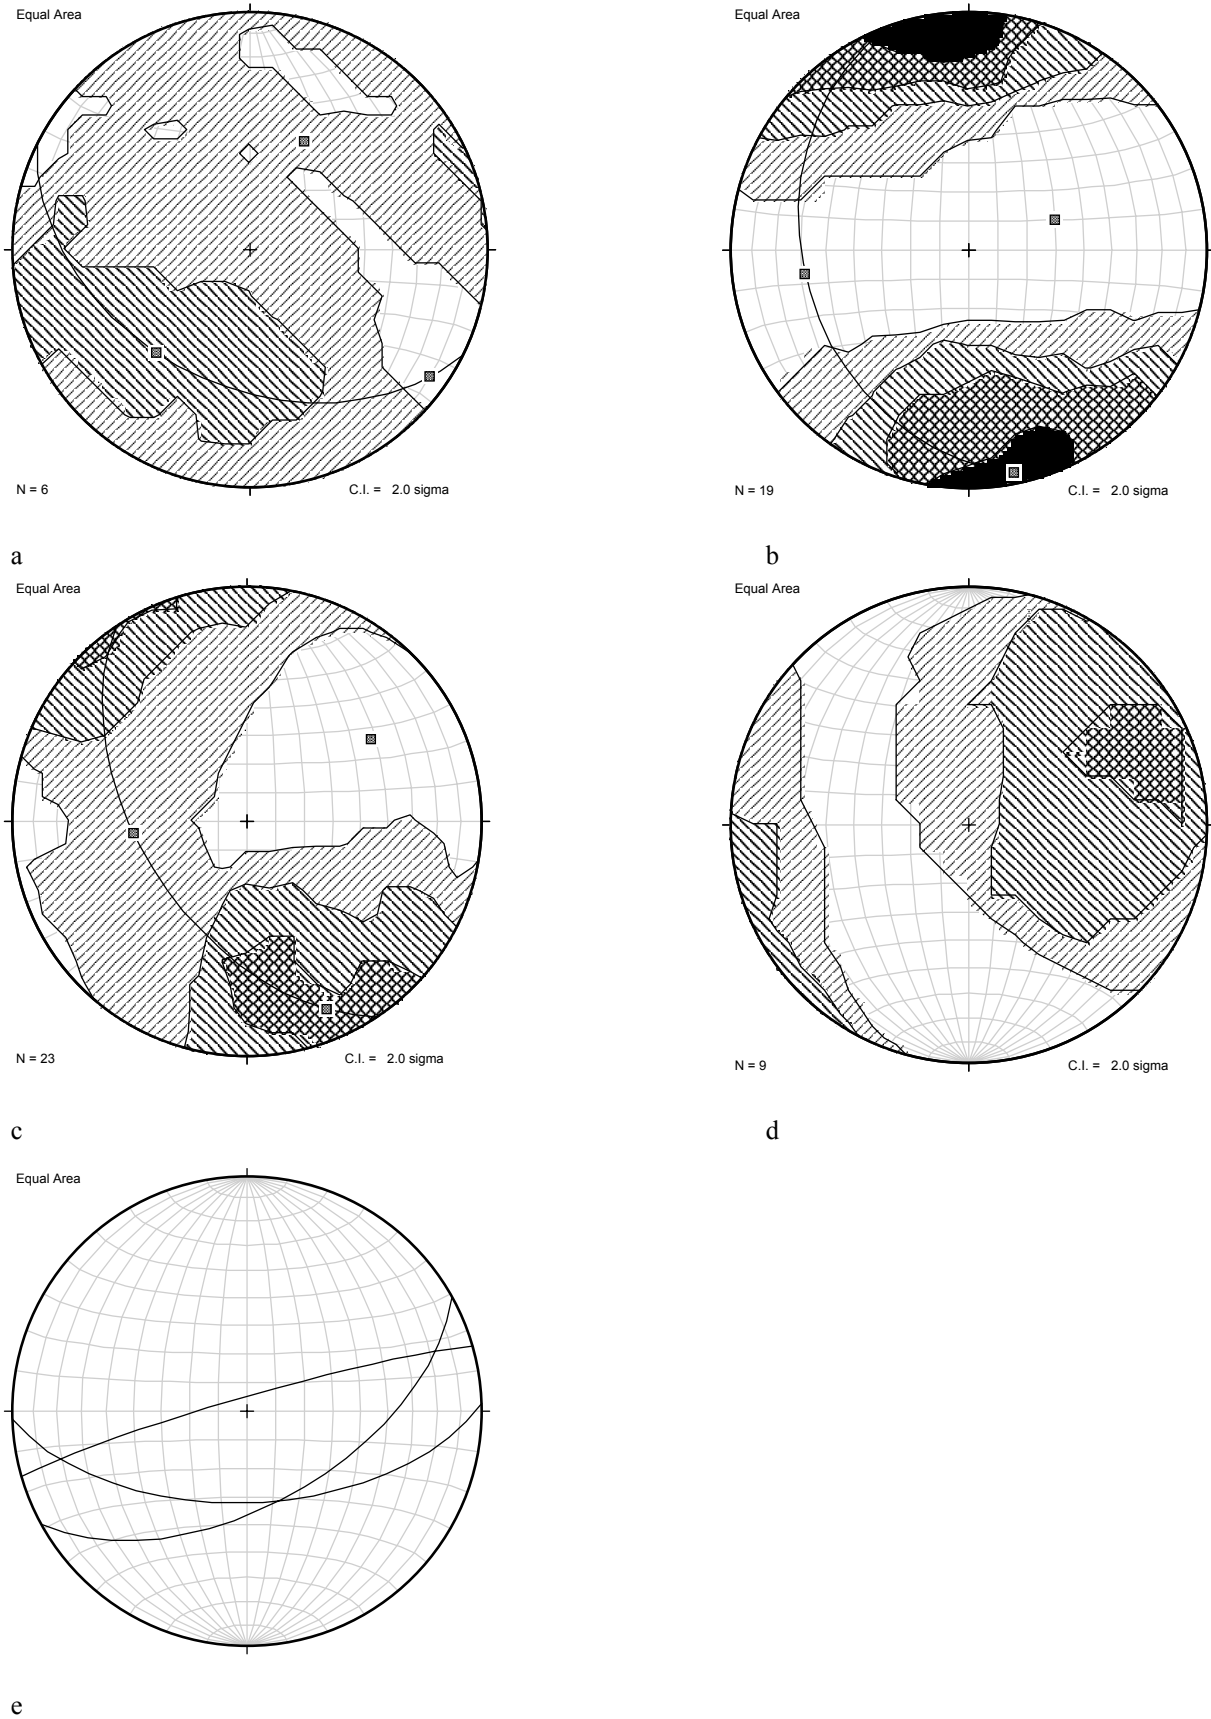 Equal Area
Equal Area
N = 6
C.I. = 2.0 sigma
N = 19
C.I. = 2.0 sigma
a
b
Equal Area
Equal Area
N = 23
C.I. = 2.0 sigma
N = 9
C.I. = 2.0 sigma
c
d
Equal Area
e